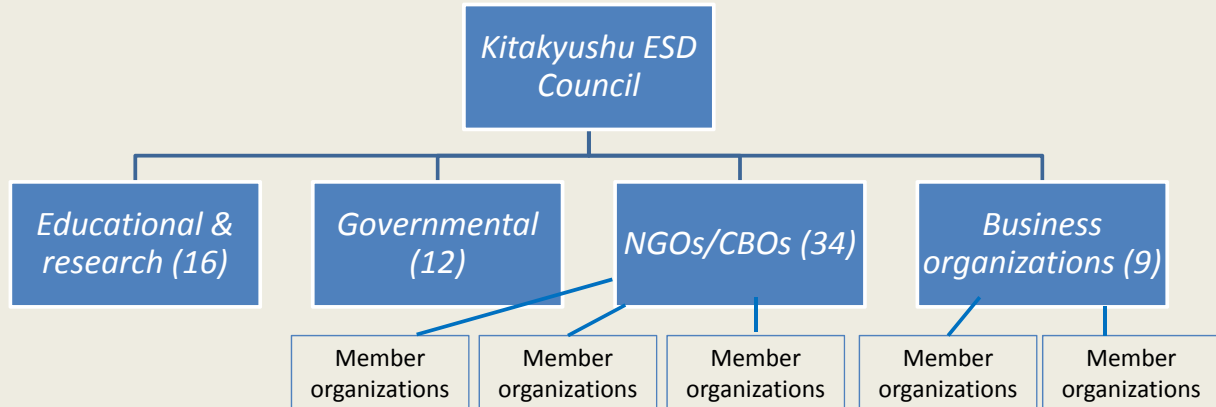 Kitakyushu ESD
Council
Educational &
research (16)
Governmental
(12)
NGOs/CBOs (34)
Business
organizations (9)
Member
organizations
Member
organizations
Member
organizations
Member
organizations
Member
organizations